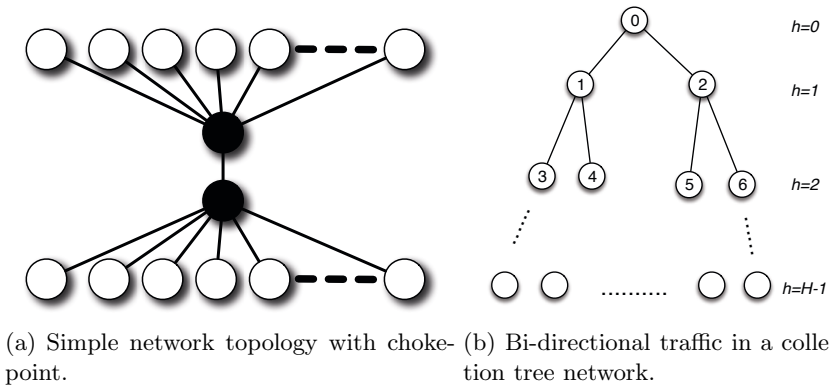 0
h=0
1
2
h=1
3
4
5
6
h=2
h=H-1
(a) Simple network topology with choke-
point.
(b) Bi-directional traffic in a colle
tion tree network.